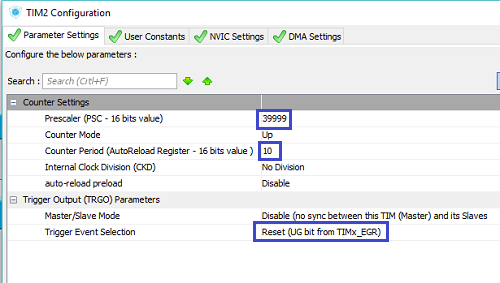 TIM2 Configuration
Parameter Settings User Constants NVIC Settings DMA Settings
Configure the below parameters :
Search : Search (CrtI+F)
Counter Settings
Prescaler (PSC - 16 bits value) 39999
Counter Mode Up
Counter Period (AutoReload Register - 16 bits value ) 10
Internal Clock Division (CKD) No Division
auto-reload preload Disable
Trigger Output (TRGO) Parameters
Master/Slave Mode Disable (no sync between this TIM (Master) and its Slaves
Trigger Event Selection Reset (UG bit from TIMx_EGR)